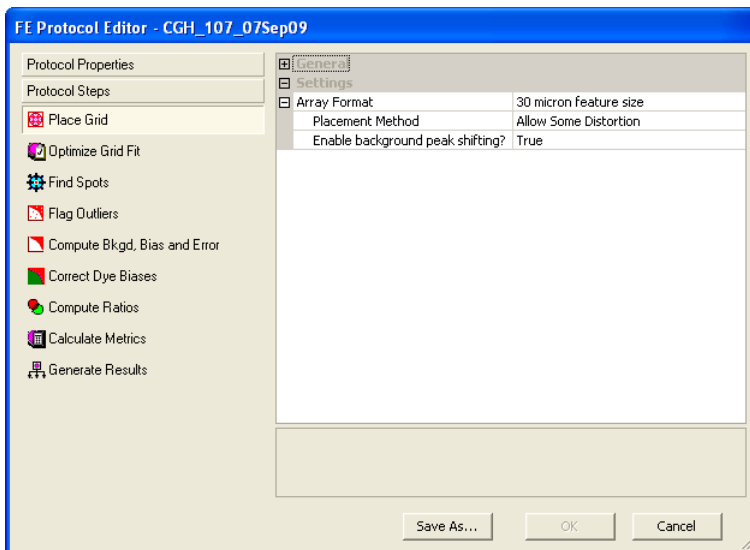 FE Protocol Editor - CGH_107_07Sep09
Protocol Properties
Protocol Steps
Place Grid
Optimize Grid Fit
Find Spots
Flag Outliers
Compute Bkgd, Bias and Error
Correct Dye Biases
Compute Ratios
Calculate Metrics
Generate Results
General
Settings
Array Format 30 micron feature size
Placement Method Allow Some Distortion
Enable background peak shifting? True
Save As... OK Cancel